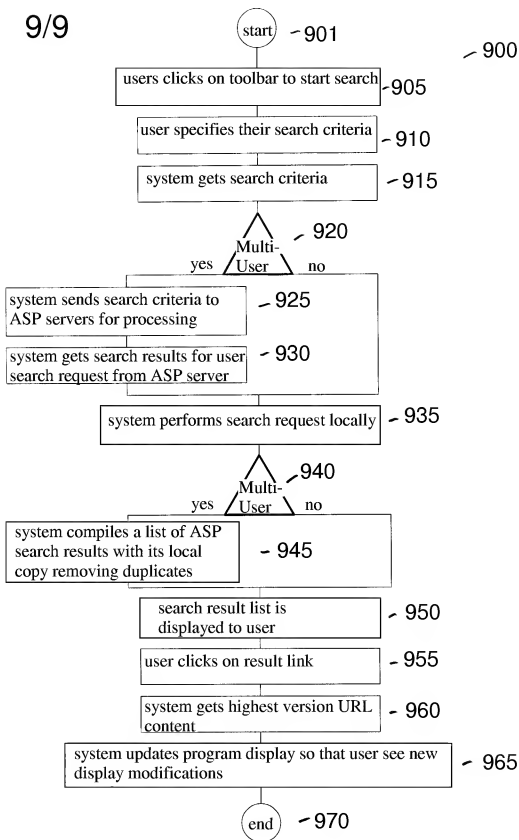 9/9
start
901
900
users clicks on toolbar to start search
905
user specifies their search criteria
910
system gets search criteria
915
Multi-
User
920
yes
no
system sends search criteria to
ASP servers for processing
925
system gets search results for user
search request from ASP server
930
system performs search request locally
935
Multi-
User
940
yes
no
system compiles a list of ASP
search results with its local
copy removing duplicates
945
search result list is
displayed to user
950
user clicks on result link
955
system gets highest version URL
content
960
system updates program display so that user see new
display modifications
965
end
970